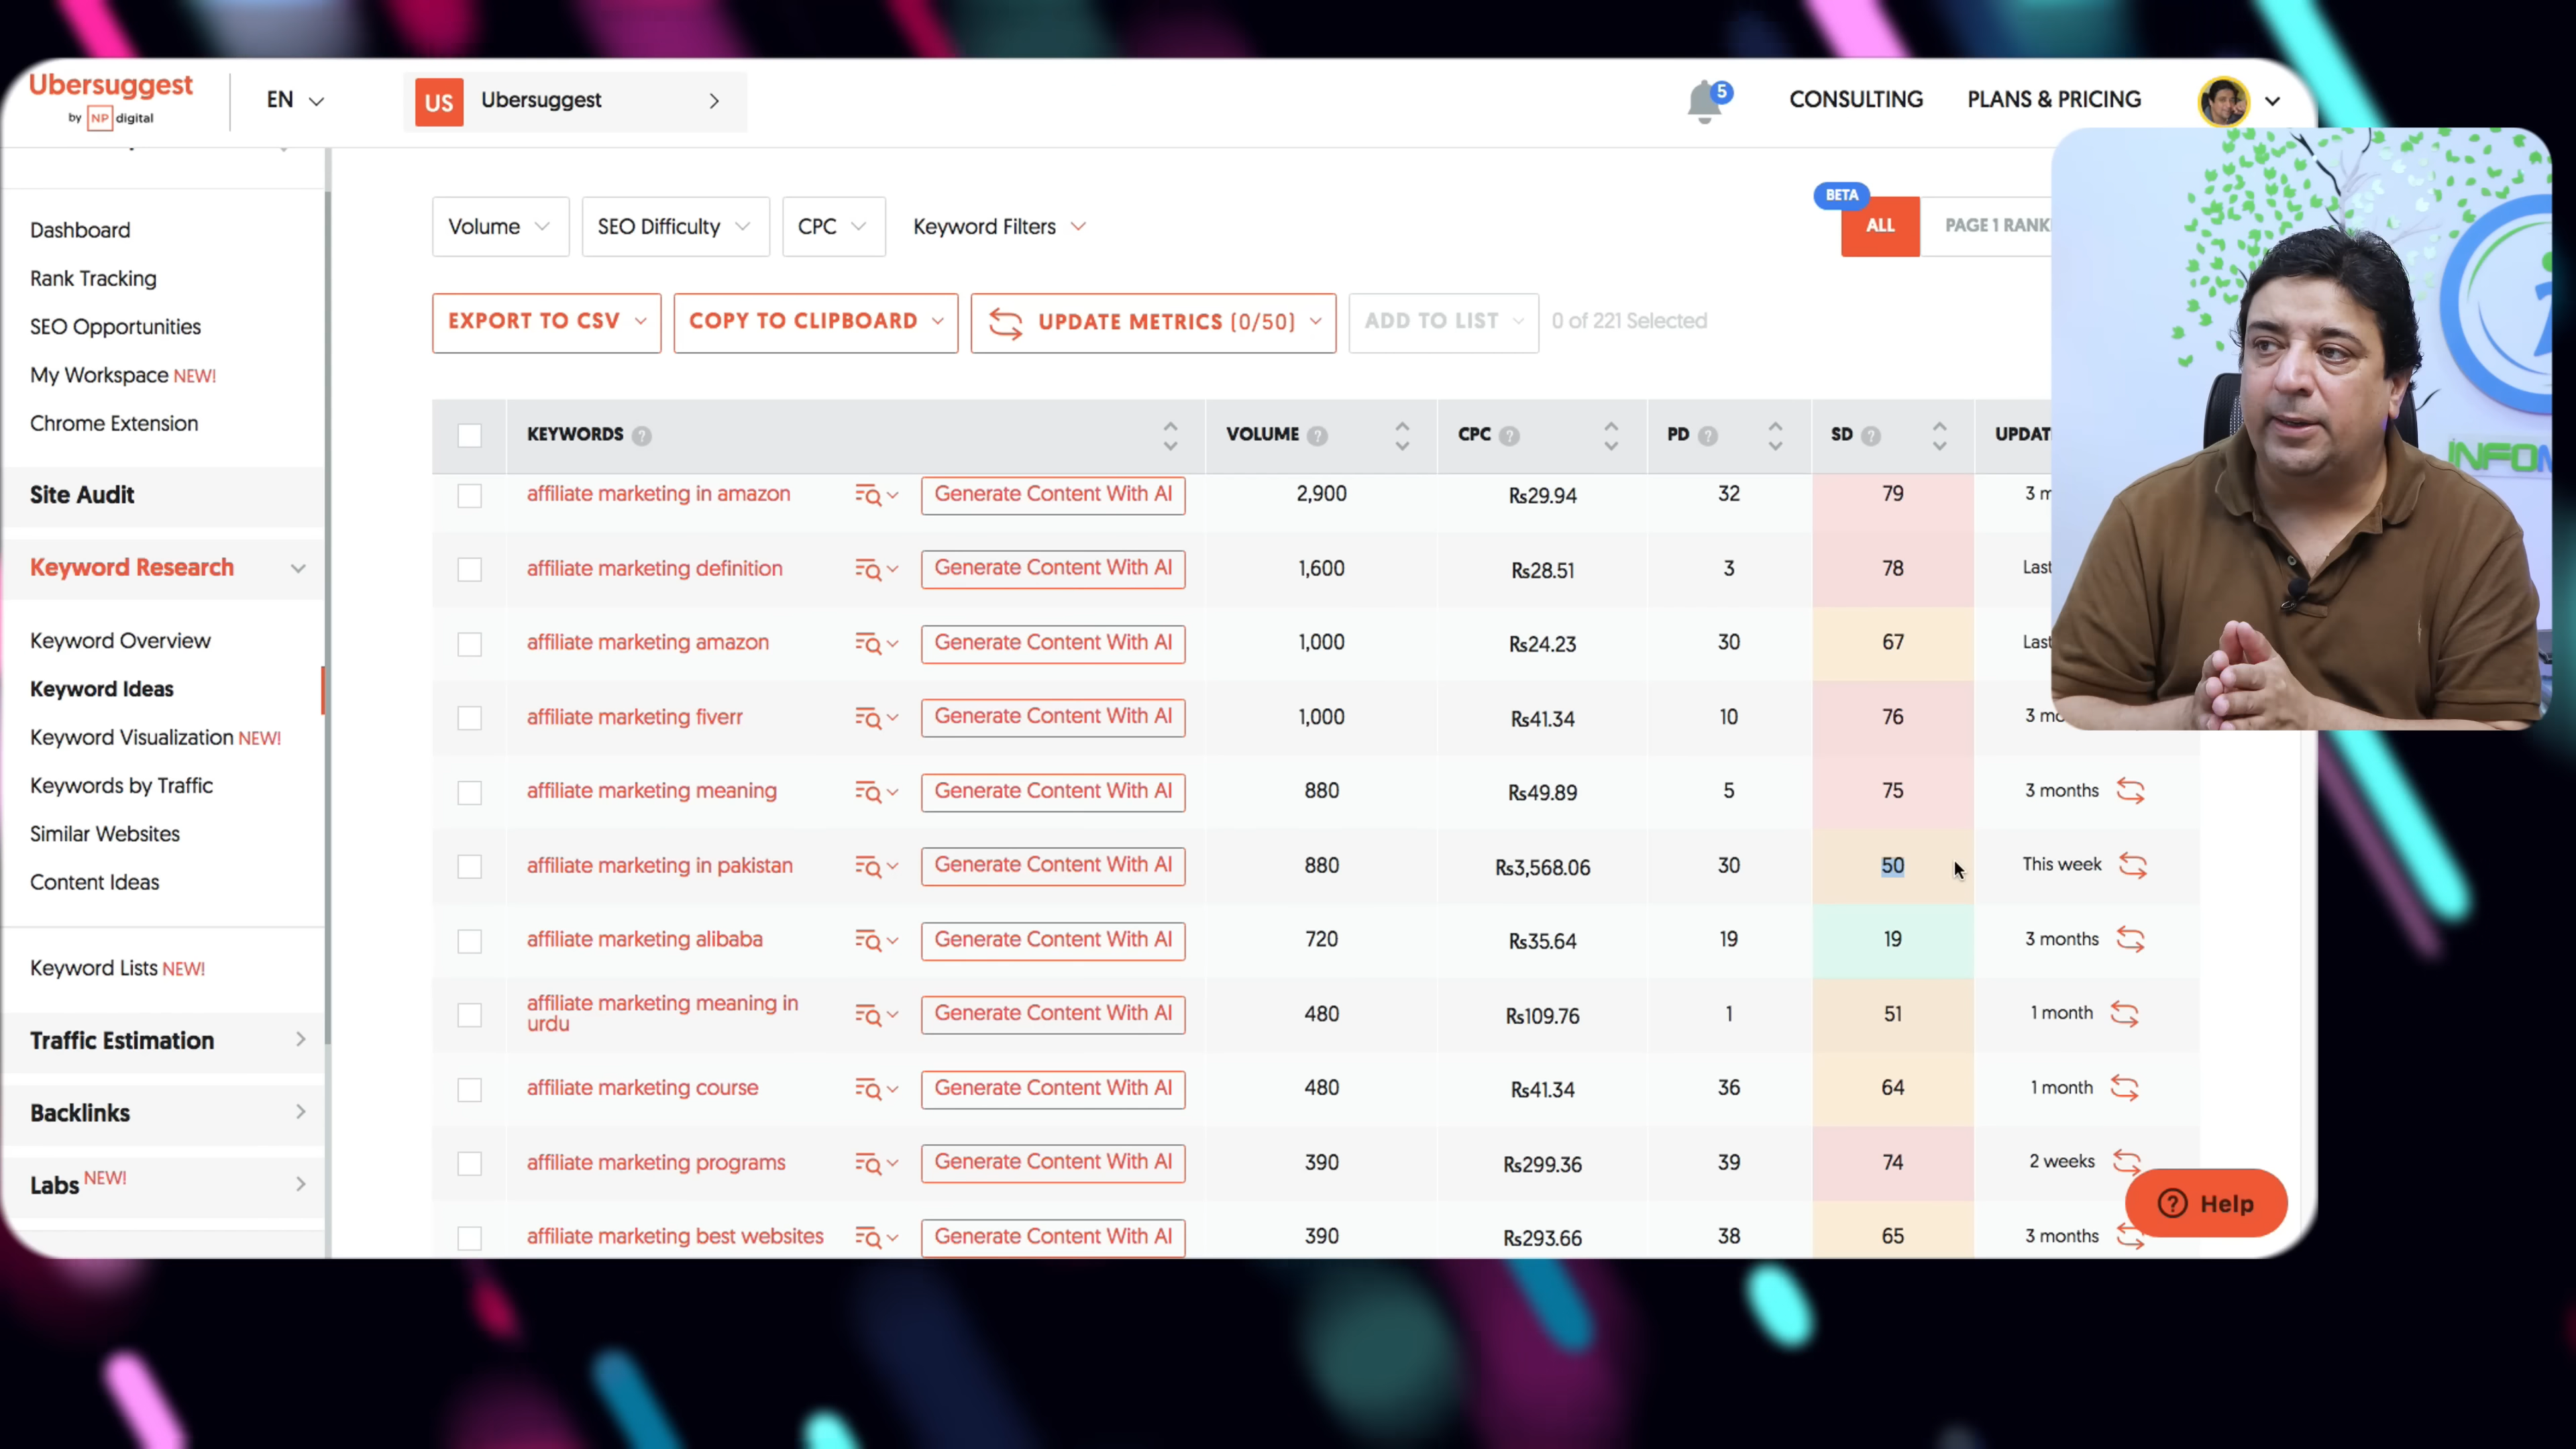 Ubersuggest
by NP digital
EN
US Ubersuggest
5
CONSULTING
PLANS & PRICING
Dashboard
Rank Tracking
SEO Opportunities
My Workspace NEW!
Chrome Extension
Site Audit
Keyword Research
Keyword Overview
Keyword Ideas
Keyword Visualization NEW!
Keywords by Traffic
Similar Websites
Content Ideas
Keyword Lists NEW!
Traffic Estimation
Backlinks
Labs NEW!
Volume
SEO Difficulty
CPC
Keyword Filters
BETA
ALL
PAGE 1 RANK
EXPORT TO CSV
COPY TO CLIPBOARD
UPDATE METRICS (0/50)
ADD TO LIST
0 of 221 Selected
KEYWORDS ? VOLUME ? CPC ? PD ? SD ? UPDAT
affiliate marketing in amazon Generate Content With AI 2,900 Rs29.94 32 79 3 m
affiliate marketing definition Generate Content With AI 1,600 Rs28.51 3 78 Last
affiliate marketing amazon Generate Content With AI 1,000 Rs24.23 30 67 Last
affiliate marketing fiverr Generate Content With AI 1,000 Rs41.34 10 76 3 mo
affiliate marketing meaning Generate Content With AI 880 Rs49.89 5 75 3 months
affiliate marketing in pakistan Generate Content With AI 880 Rs3,568.06 30 50 This week
affiliate marketing alibaba Generate Content With AI 720 Rs35.64 19 19 3 months
affiliate marketing meaning in
urdu Generate Content With AI 480 Rs109.76 1 51 1 month
affiliate marketing course Generate Content With AI 480 Rs41.34 36 64 1 month
affiliate marketing programs Generate Content With AI 390 Rs299.36 39 74 2 weeks
affiliate marketing best websites Generate Content With AI 390 Rs293.66 38 65 3 months
? Help
INFO